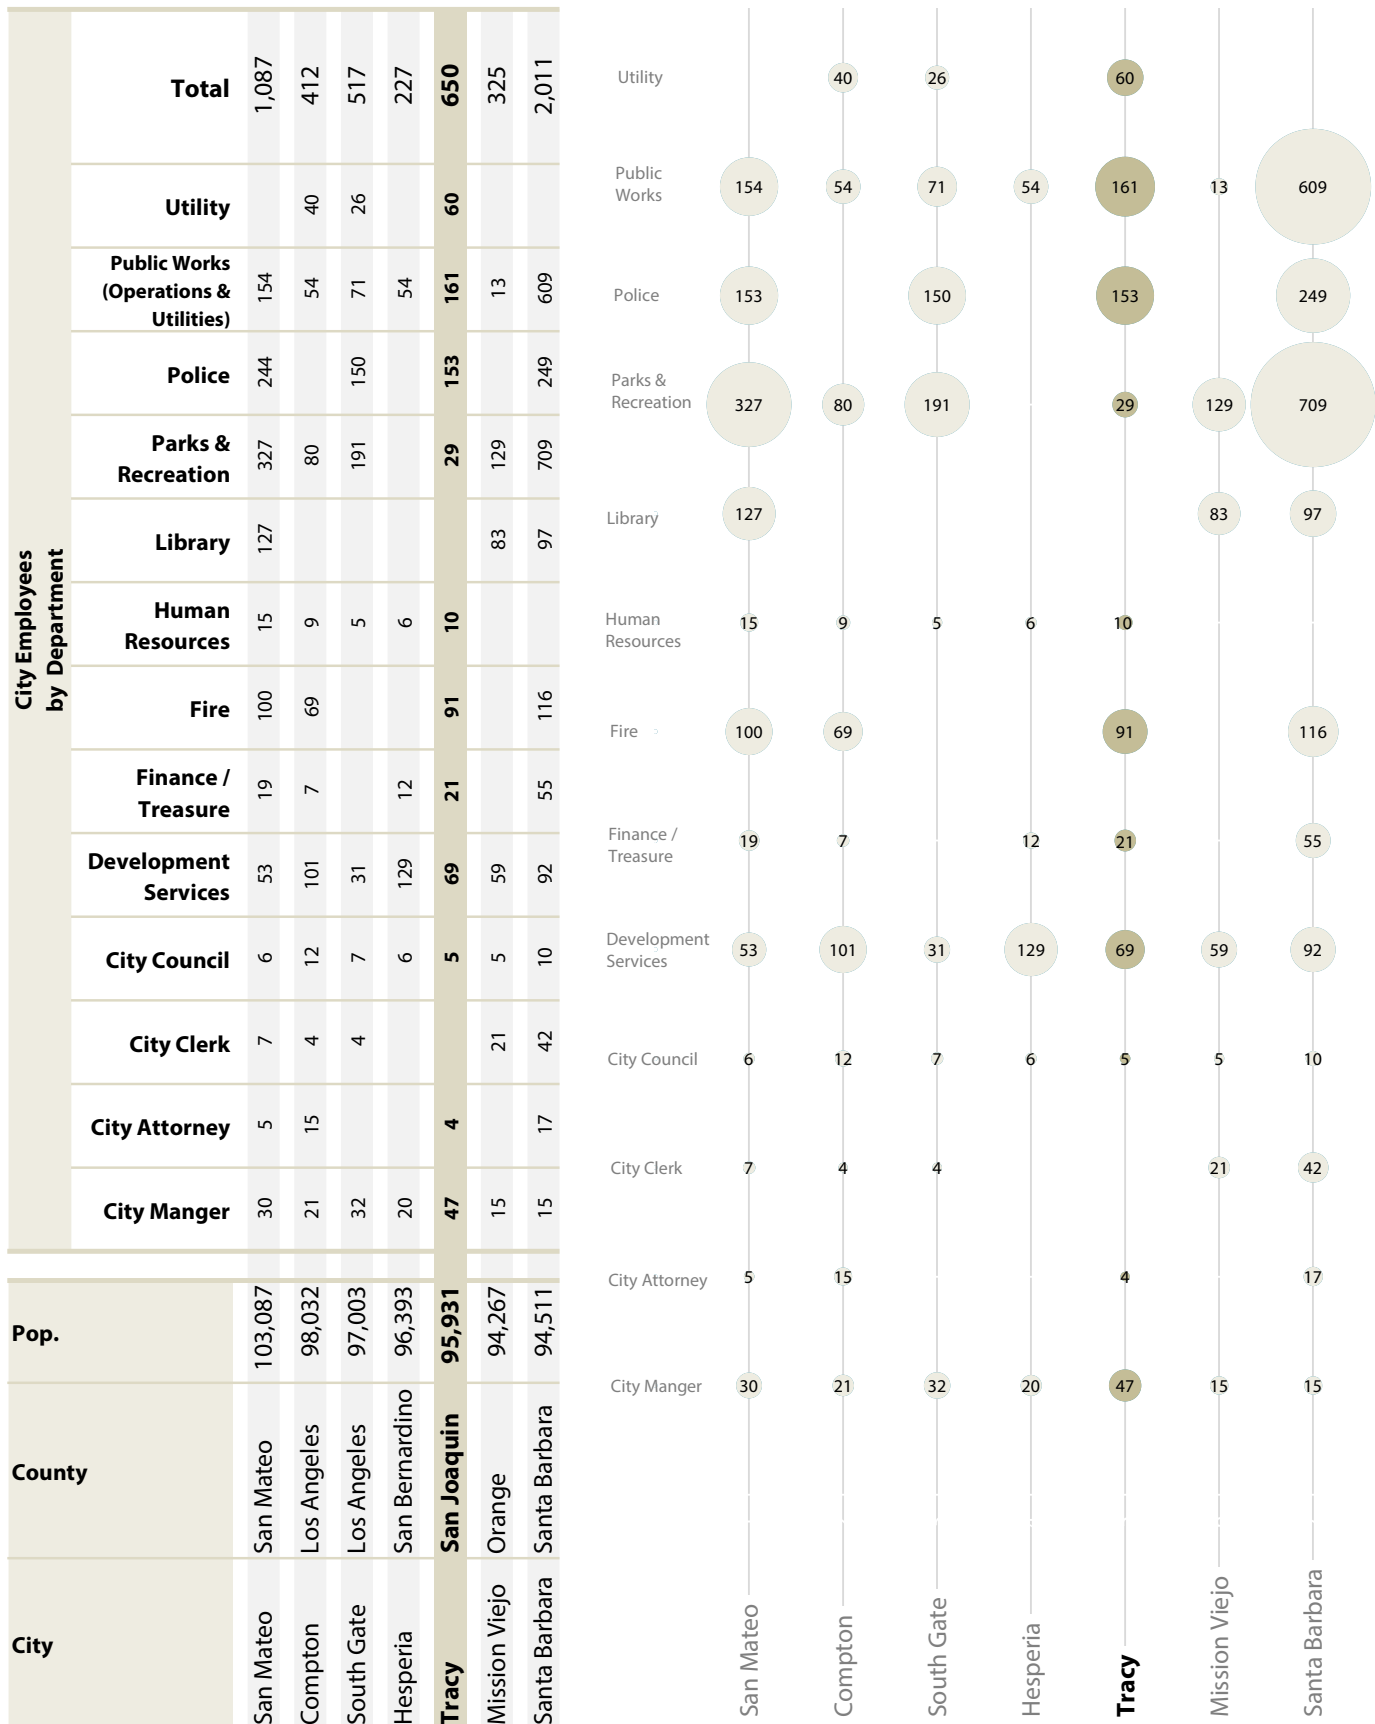 City Employees
by Department
Total 1,087 412 517 227 650 325 2,011
Utility 40 26 60
Public Works
(Operations &
Utilities) 154 54 71 54 161 13 609
Police 244 150 153 249
Parks &
Recreation 327 80 191 29 129 709
Library 127 83 97
Human
Resources 15 9 5 6 10
Fire 100 69 91 116
Finance /
Treasure 19 7 12 21 55
Development
Services 53 101 31 129 69 59 92
City Council 6 12 7 6 5 5 10
City Clerk 7 4 4 21 42
City Attorney 5 15 4 17
City Manger 30 21 32 20 47 15 15
Pop. 103,087 98,032 97,003 96,393 95,931 94,267 94,511
County San Mateo Los Angeles Los Angeles San Bernardino San Joaquin Orange Santa Barbara
City San Mateo Compton South Gate Hesperia Tracy Mission Viejo Santa Barbara
Utility 40 26 60
Public
Works 154 54 71 54 161 13 609
Police 153 150 153 249
Parks &
Recreation 327 80 191 29 129 709
Library 127 83 97
Human
Resources 15 9 5 6 10
Fire 100 69 91 116
Finance /
Treasure 19 7 12 21 55
Development
Services 53 101 31 129 69 59 92
City Council 6 12 7 6 5 5 10
City Clerk 7 4 4 21 42
City Attorney 5 15 4 17
City Manger 30 21 32 20 47 15 15
San Mateo Compton South Gate Hesperia Tracy Mission Viejo Santa Barbara